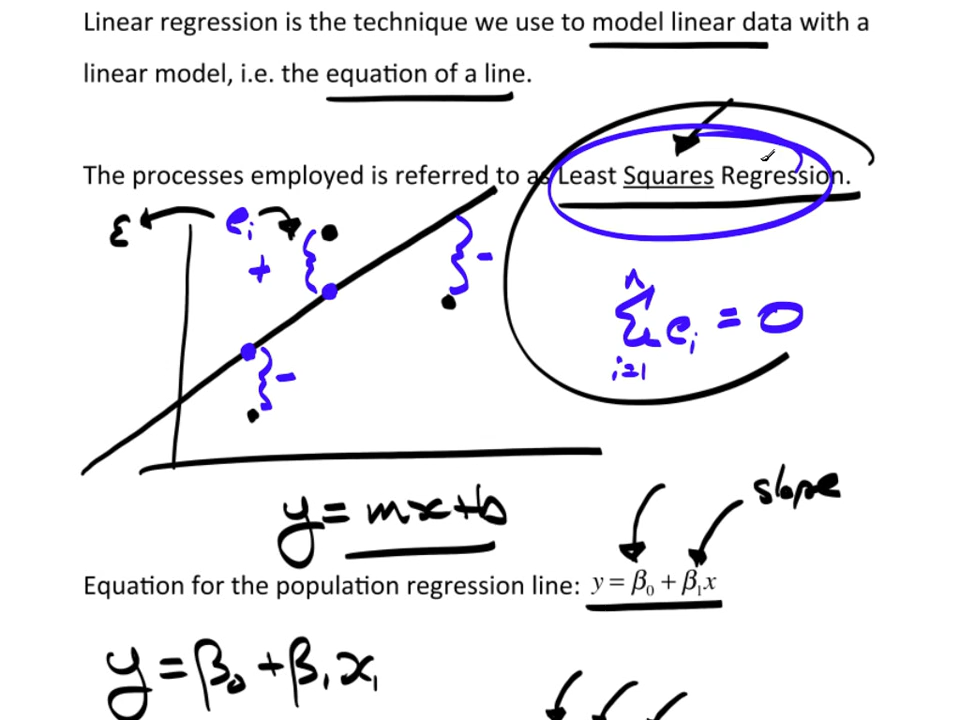 Linear regression is the technique we use to model linear data with a
linear model, i.e. the equation of a line.
The processes employed is referred to as Least Squares Regression.
ε eᵢ
+ -
-
n
Σ eᵢ = 0
i=1
y = mx+b
slope
Equation for the population regression line: y = β₀ + β₁x
y = β₀ + β₁x₁